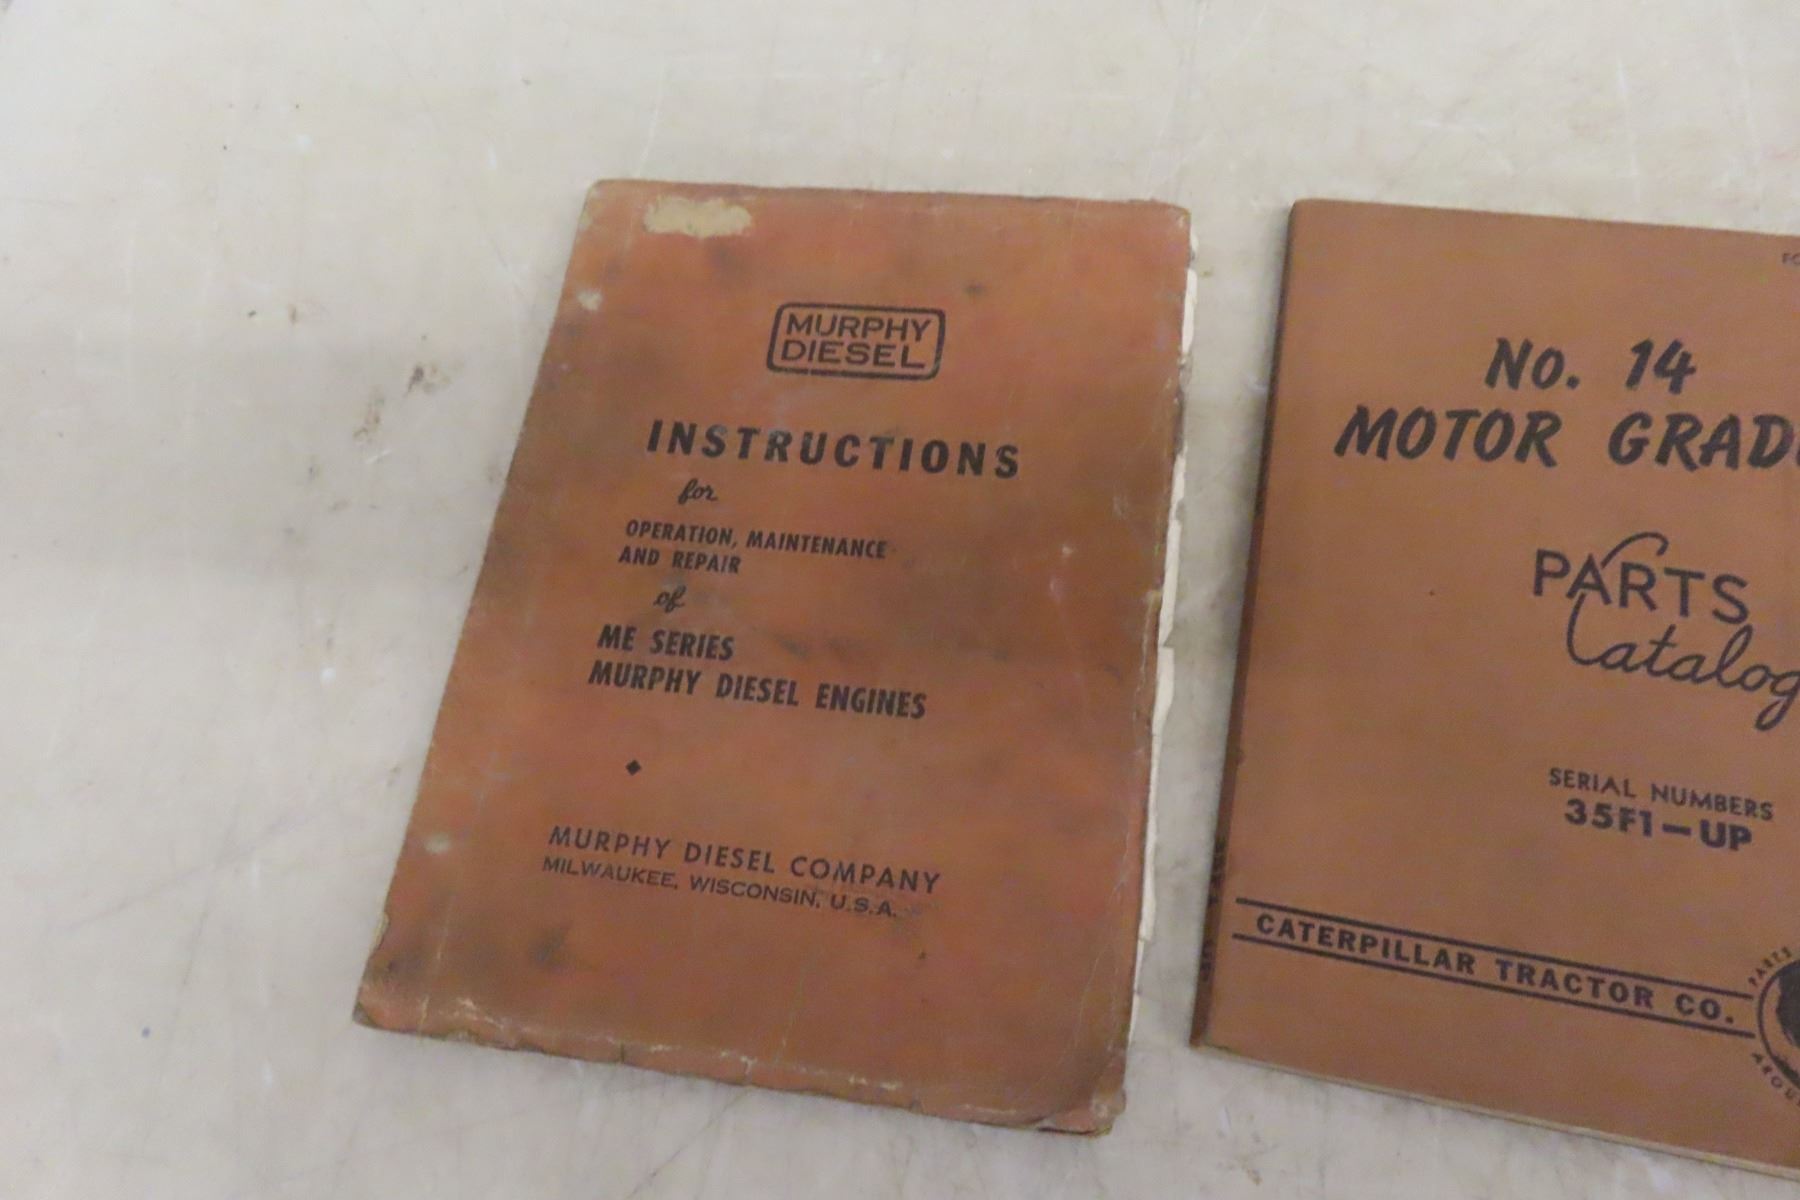 MURPHY
DIESEL
INSTRUCTIONS
for
OPERATION, MAINTENANCE
AND REPAIR
of
ME SERIES
MURPHY DIESEL ENGINES
MURPHY DIESEL COMPANY
MILWAUKEE, WISCONSIN, U.S.A.
No. 14
MOTOR GRAD
PARTS
Catalog
SERIAL NUMBERS
35F1-UP
CATERPILLAR TRACTOR CO.
PARTS